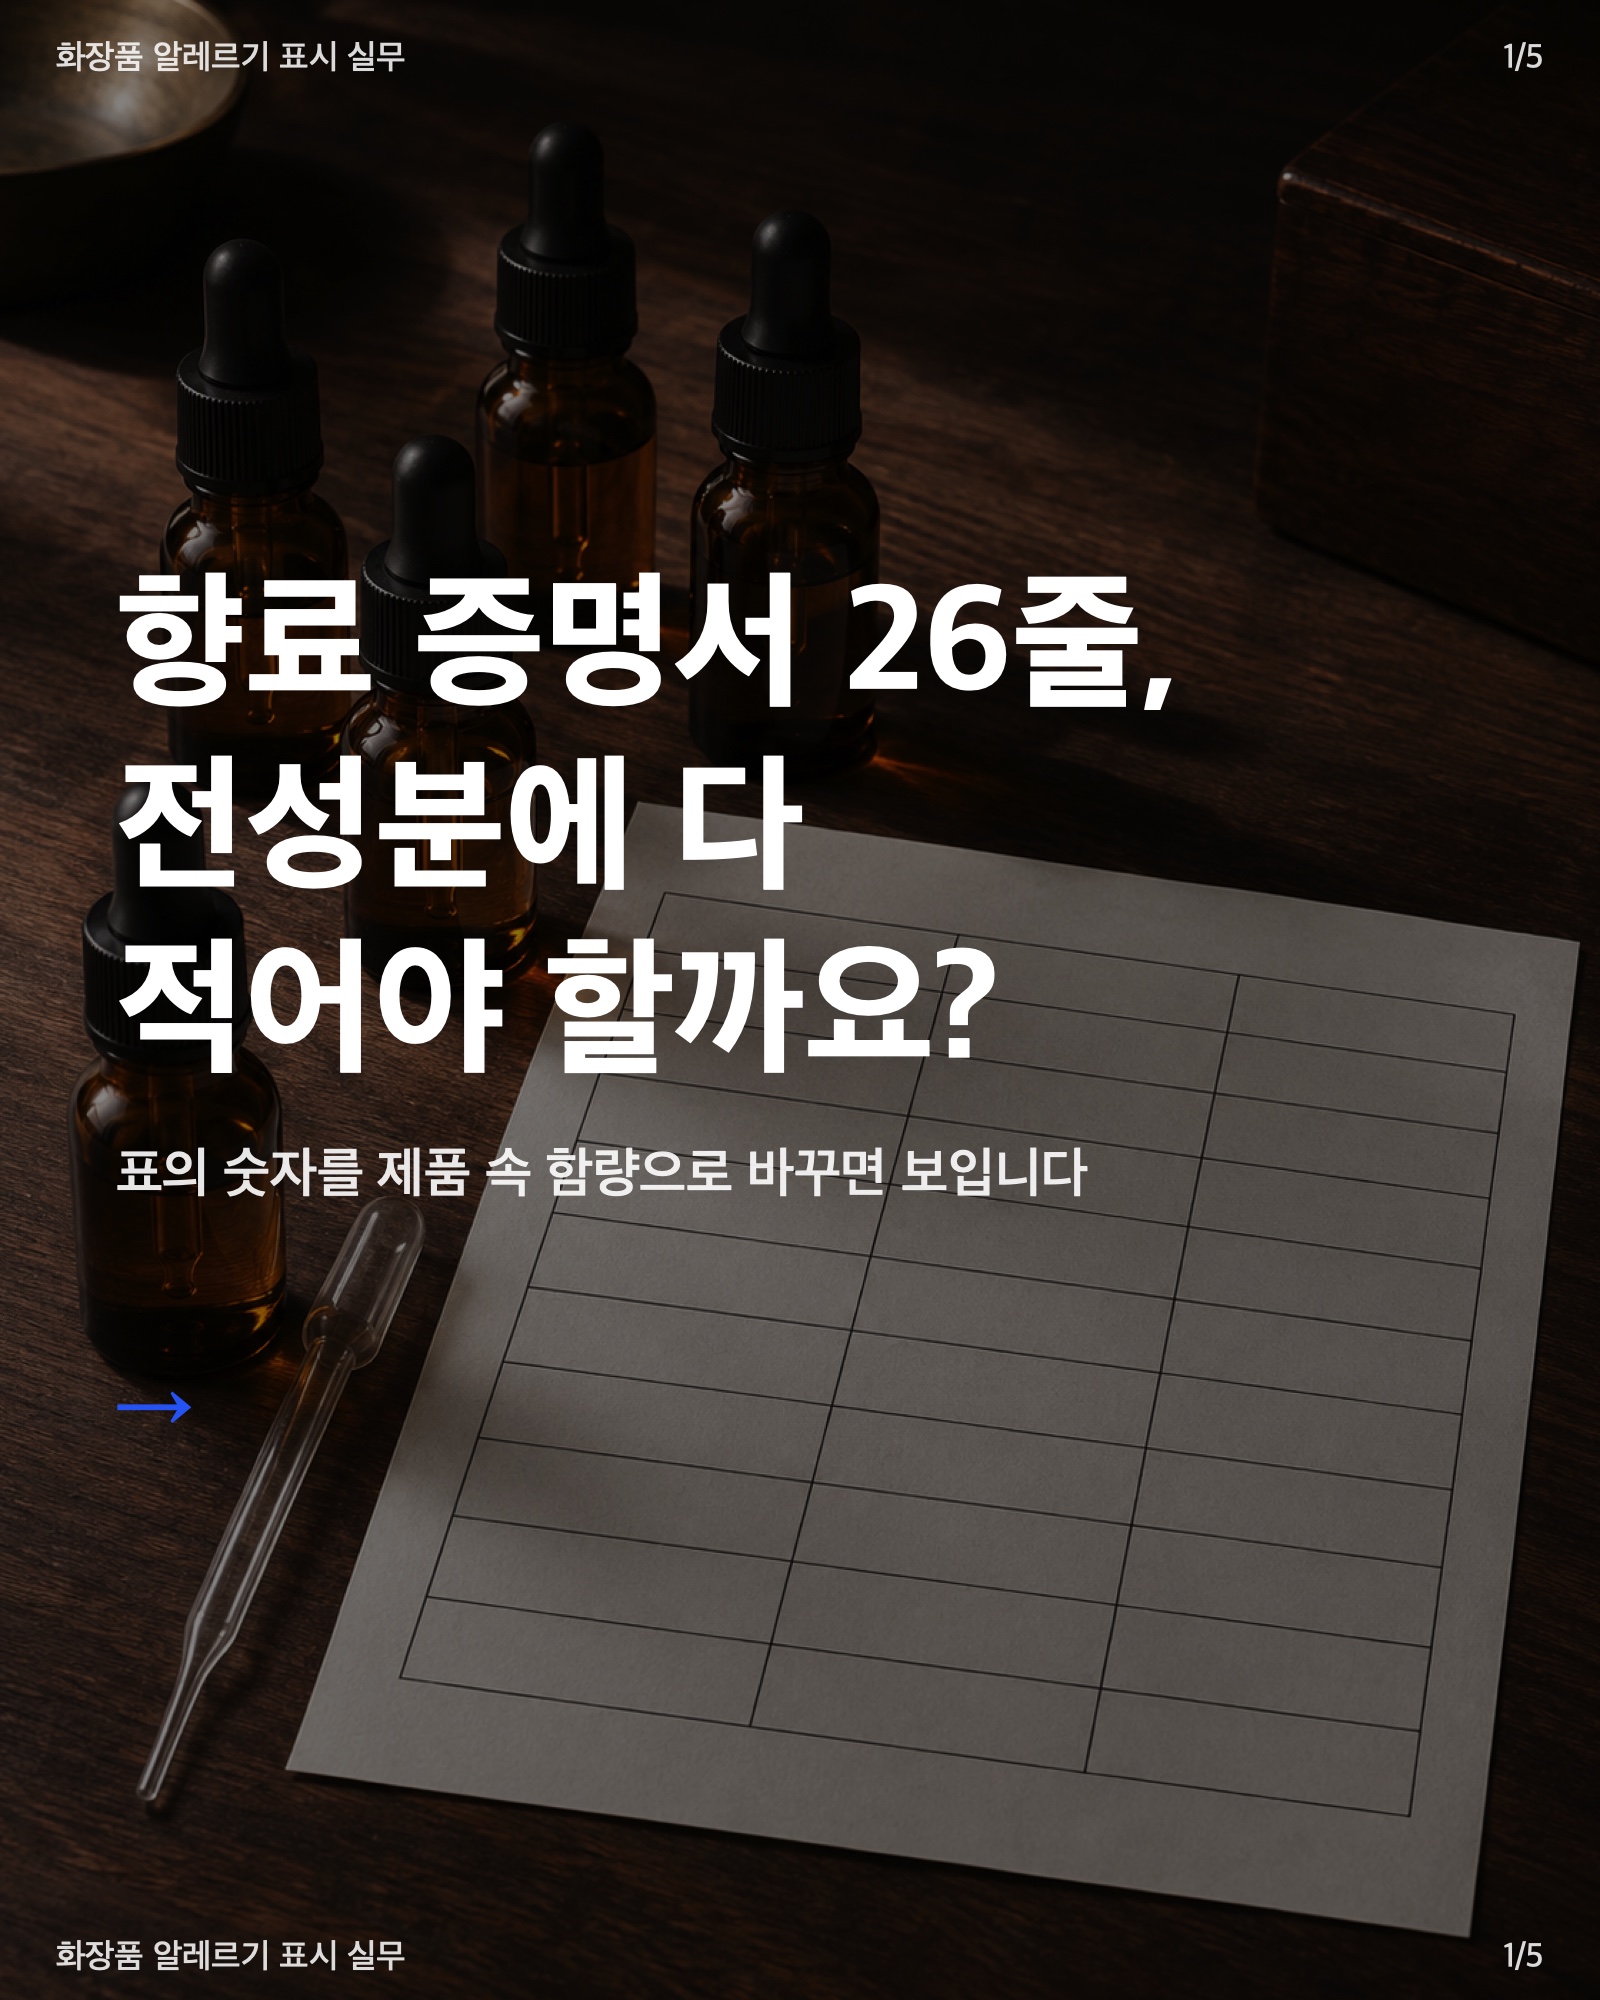 화장품 알레르기 표시 실무
1/5
향료 증명서 26줄,
전성분에 다
적어야 할까요?
표의 숫자를 제품 속 함량으로 바꾸면 보입니다
→
화장품 알레르기 표시 실무
1/5